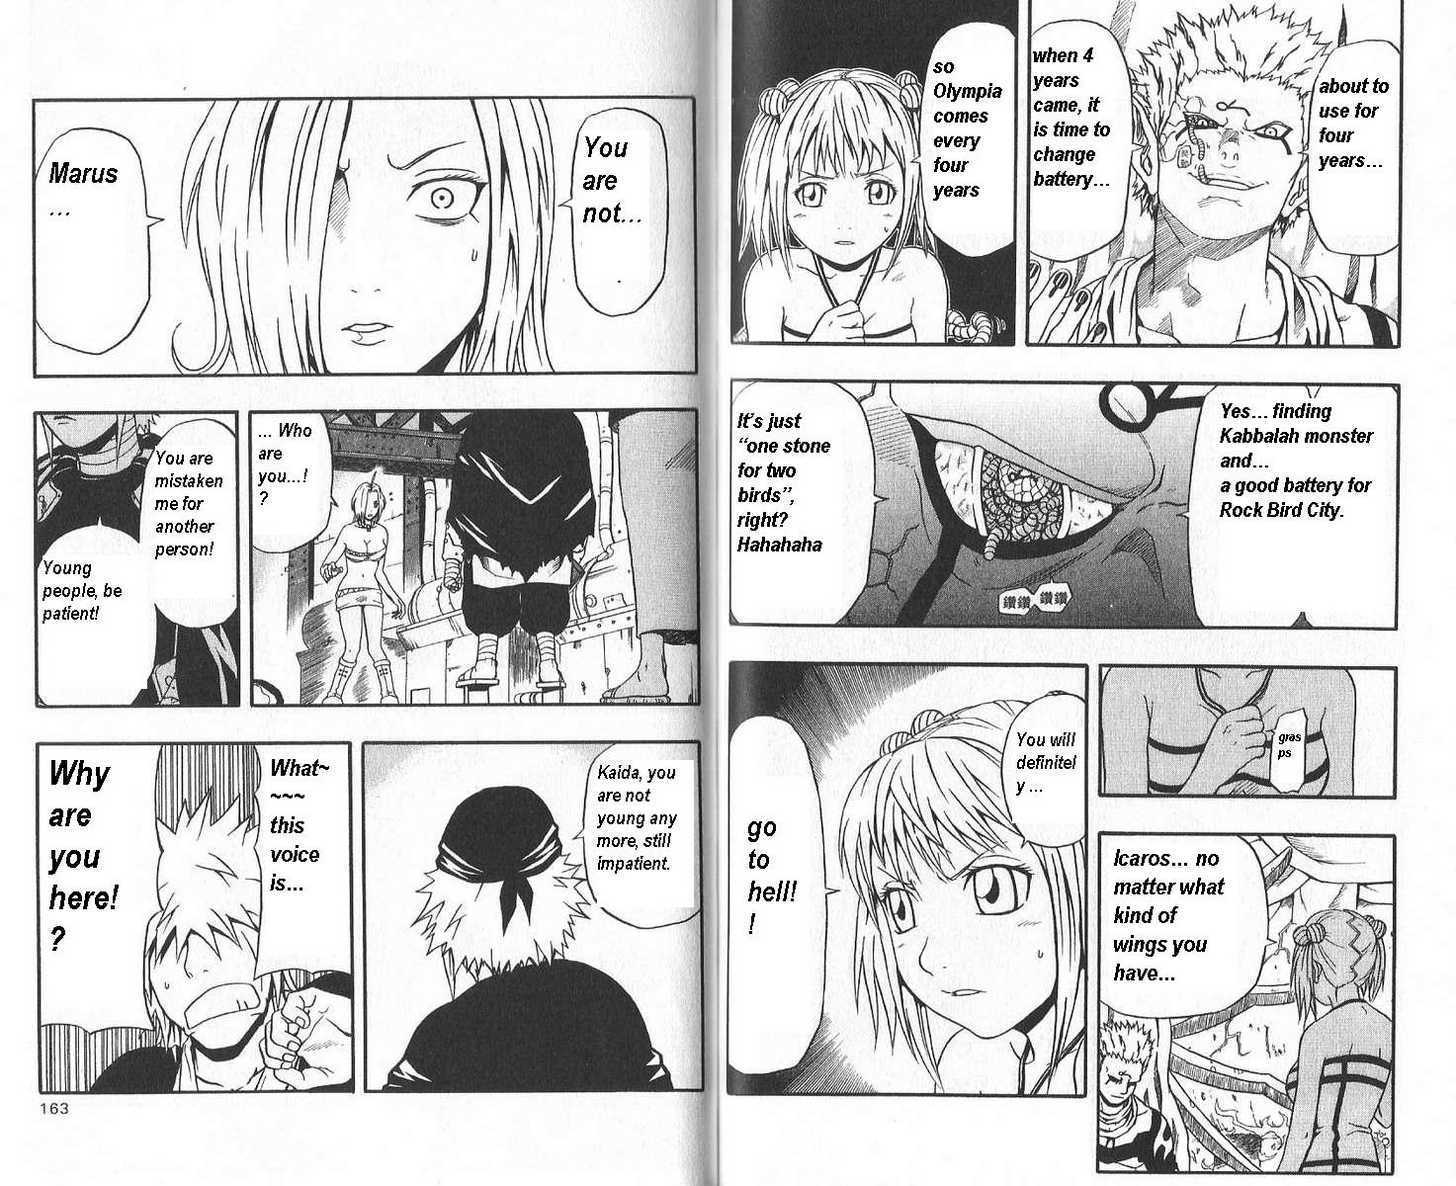 about to
use for
four
years...
when 4
years
came, it
is time to
change
battery...
so
Olympia
comes
every
four
years
Yes... finding
Kabbalah monster
and...
a good battery for
Rock Bird City.
鑽鑽
鑽鑽
It's just
“one stone
for two
birds”,
right?
Hahahaha
gras
ps
You will
definitel
y ...
go
to
hell!
!
Icaros... no
matter what
kind of
wings you
have...
You
are
not...
Marus
...
... Who
are
you...!
?
You are
mistaken
me for
another
person!
Young
people, be
patient!
Kaida, you
are not
young any
more, still
impatient.
What~
~~~
this
voice
is...
Why
are
you
here!
?
163